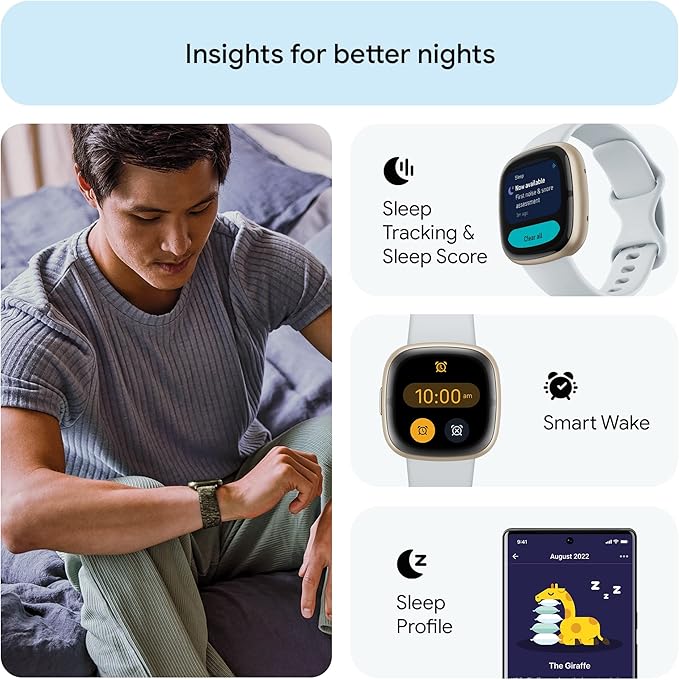 Insights for better nights
Sleep
Tracking &
Sleep Score
Sleep
Now available
First noise & snore
assessment
1m ago
Clear all
10:00 am
Smart Wake
Sleep
Profile
9:41
August 2022
z z z
The Giraffe